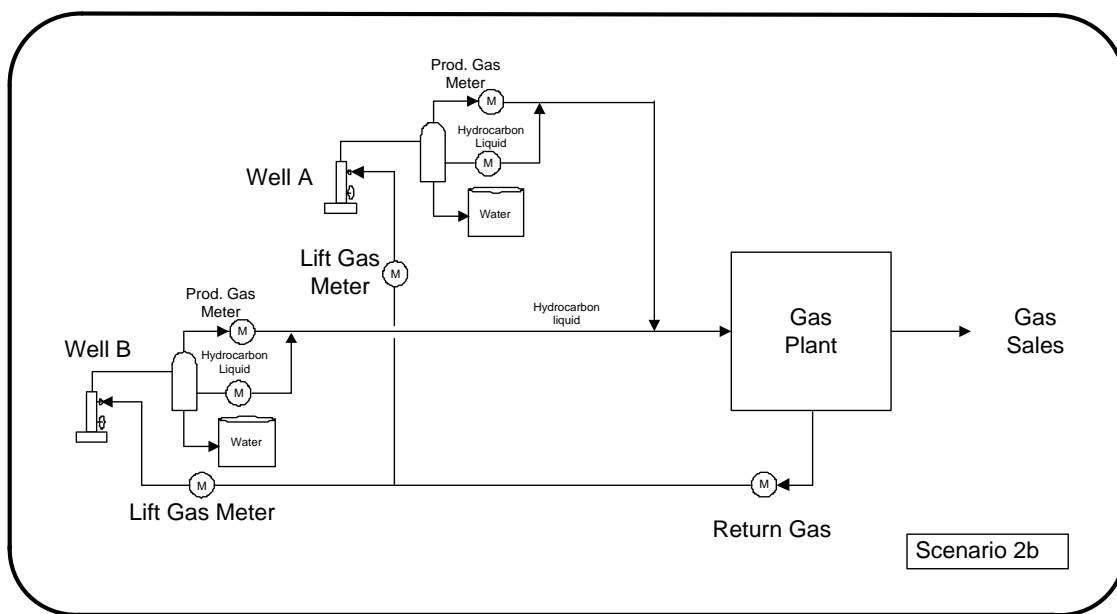 Prod. Gas
Meter
M
Hydrocarbon
Liquid
M
Well A
Water
Lift Gas
Meter
M
Prod. Gas
Meter
M
Hydrocarbon
liquid
Gas
Plant
Gas
Sales
Well B
Hydrocarbon
Liquid
M
Water
M
Lift Gas Meter
M
Return Gas
Scenario 2b